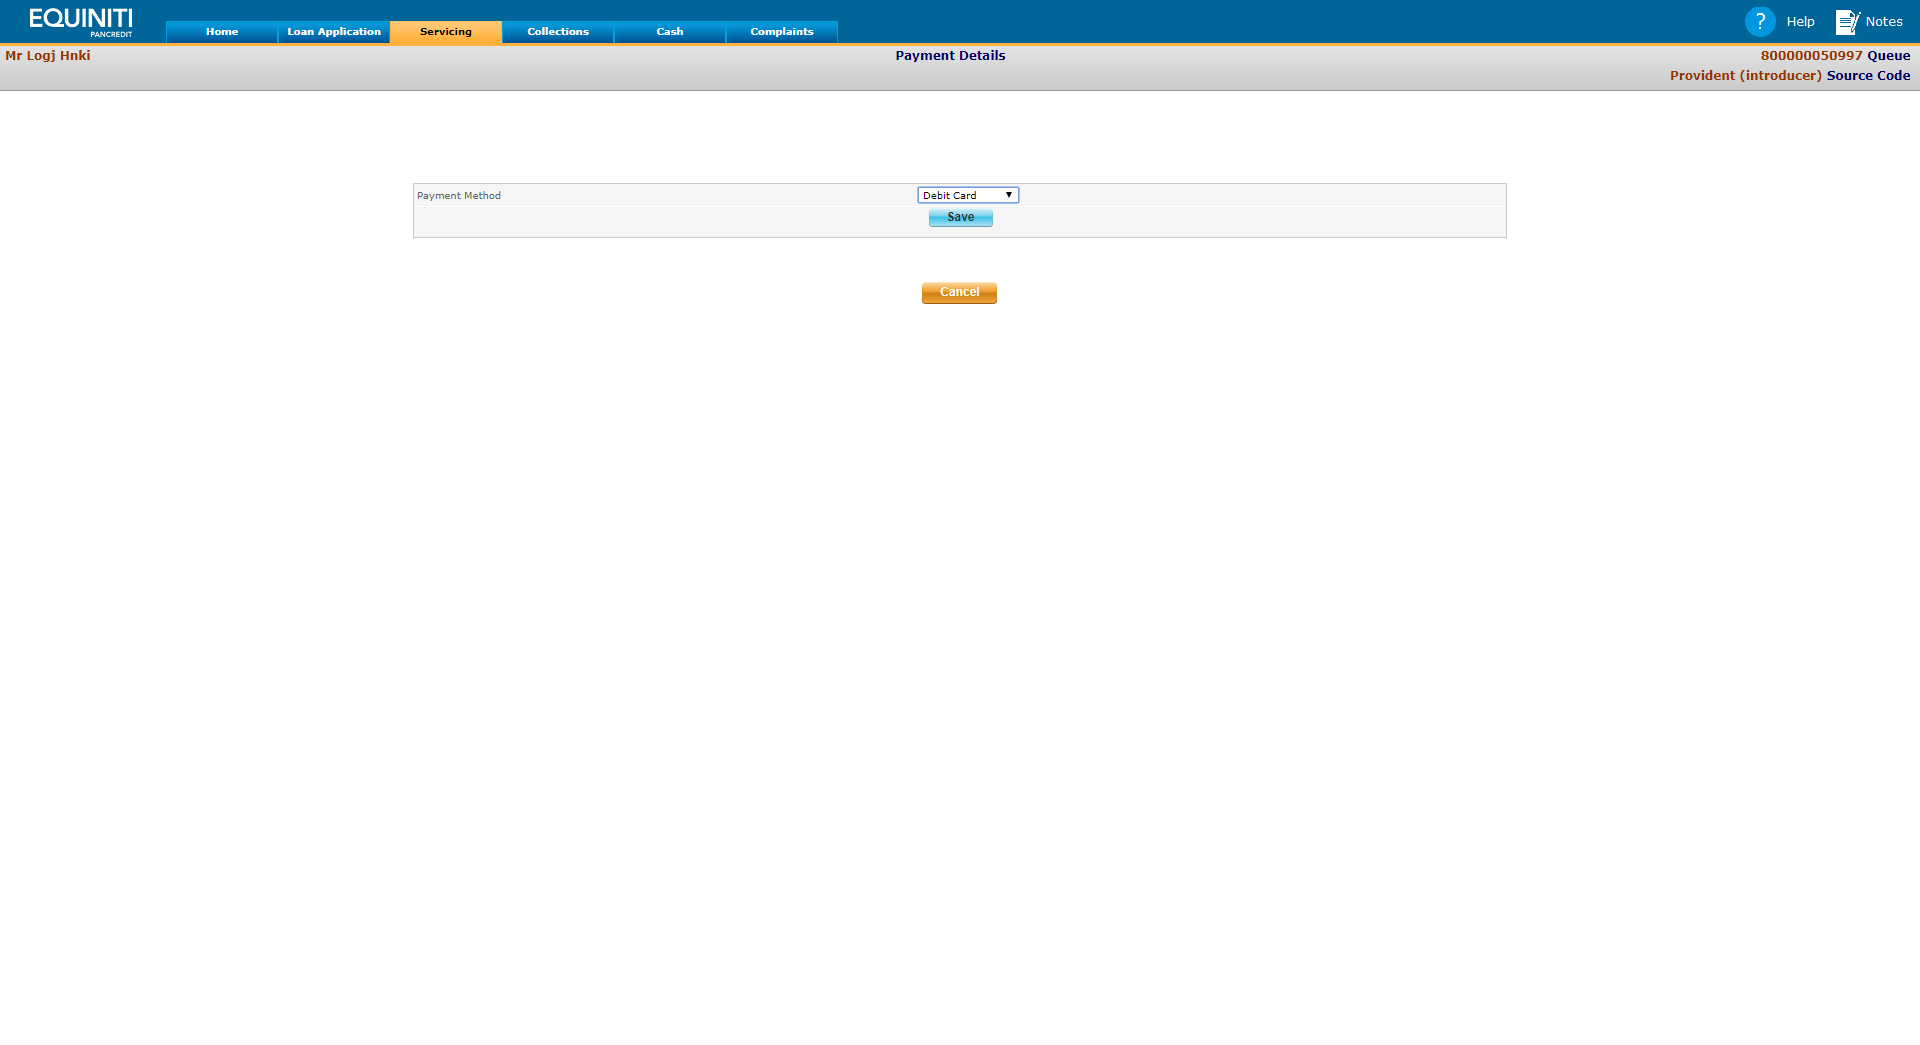 EQUINITI
PANCREDIT
Home Loan Application Servicing Collections Cash Complaints
? Help Notes
Mr Logj Hnki Payment Details 800000050997 Queue
Provident (introducer) Source Code
Payment Method Debit Card
Save
Cancel